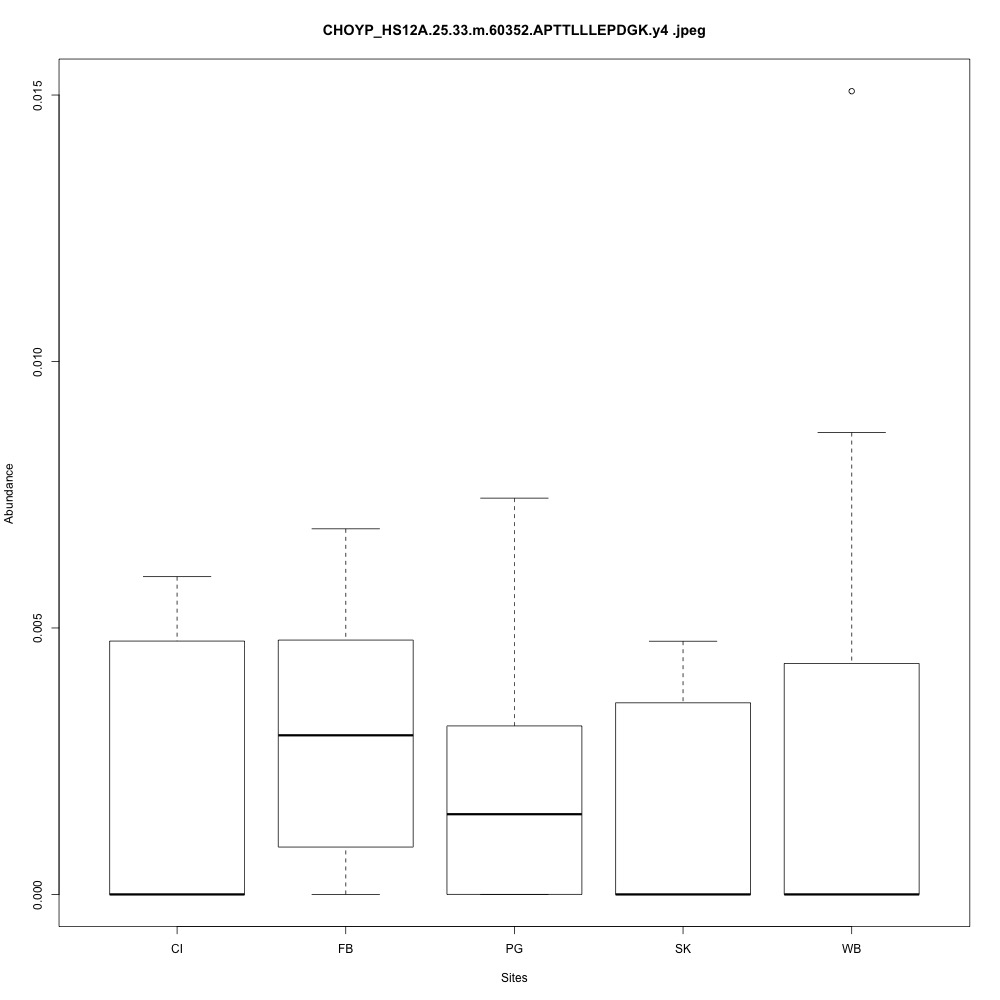 CHOYP_HS12A.25.33.m.60352.APTTLLLEPDGK.y4 .jpeg
0.015
0.010
Abundance
0.005
0.000
CI FB PG SK WB
Sites